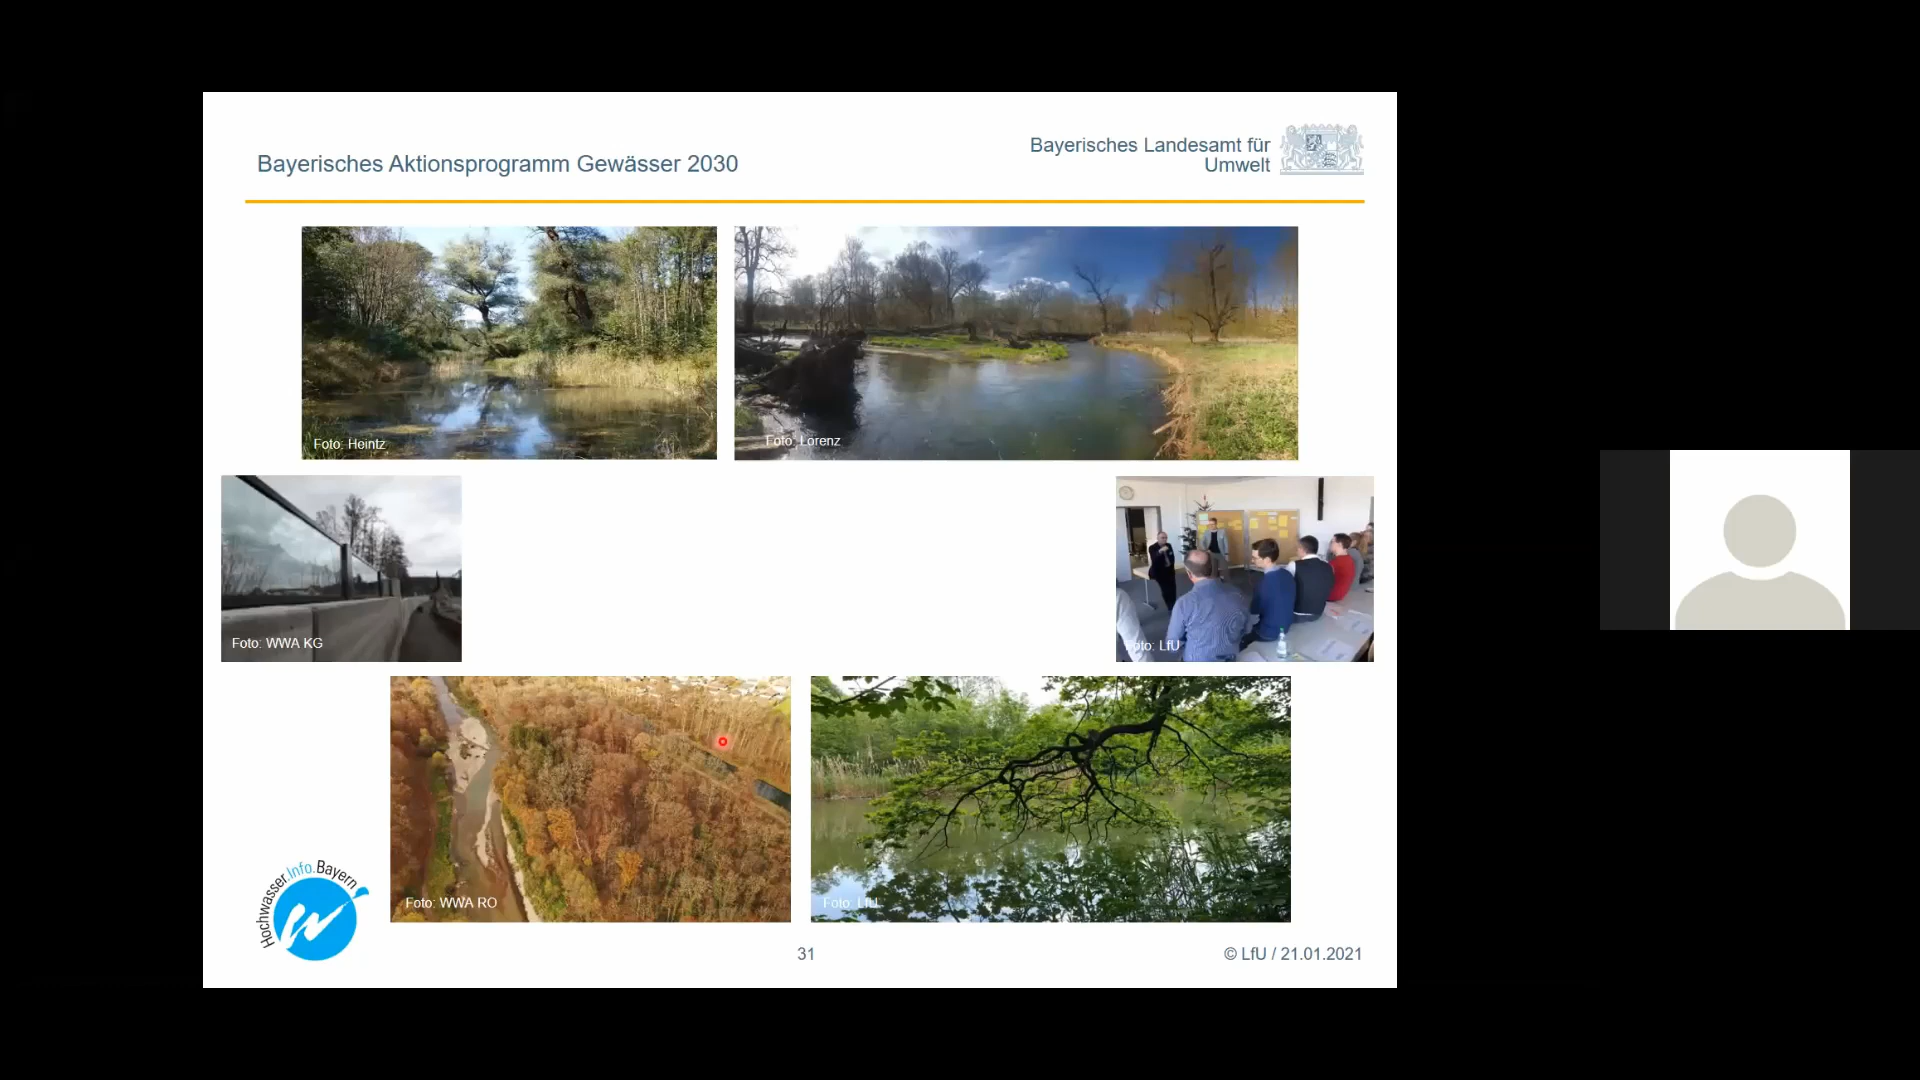 Bayerisches Aktionsprogramm Gewässer 2030
Bayerisches Landesamt für
Umwelt
Foto: Heintz
Foto: Lorenz
Foto: WWA KG
Foto: LfU
Foto: WWA RO
Foto: LfU
Hochwasser.Info.Bayern
31
© LfU / 21.01.2021